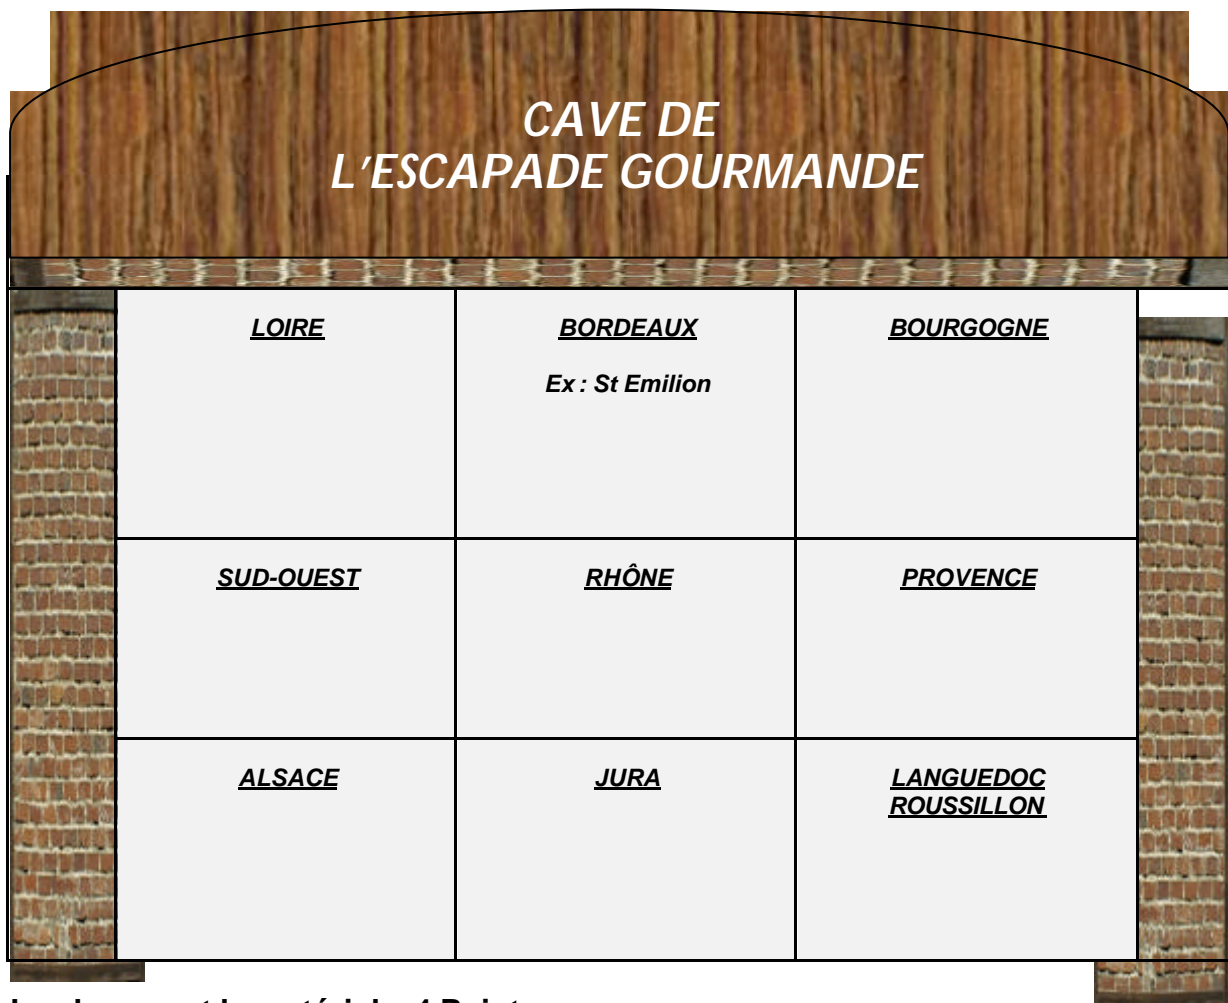 CAVE DE
L'ESCAPADE GOURMANDE
LOIRE
BORDEAUX
BOURGOGNE
Ex : St Emilion
SUD-OUEST
RHÔNE
PROVENCE
ALSACE
JURA
LANGUEDOC
ROUSSILLON